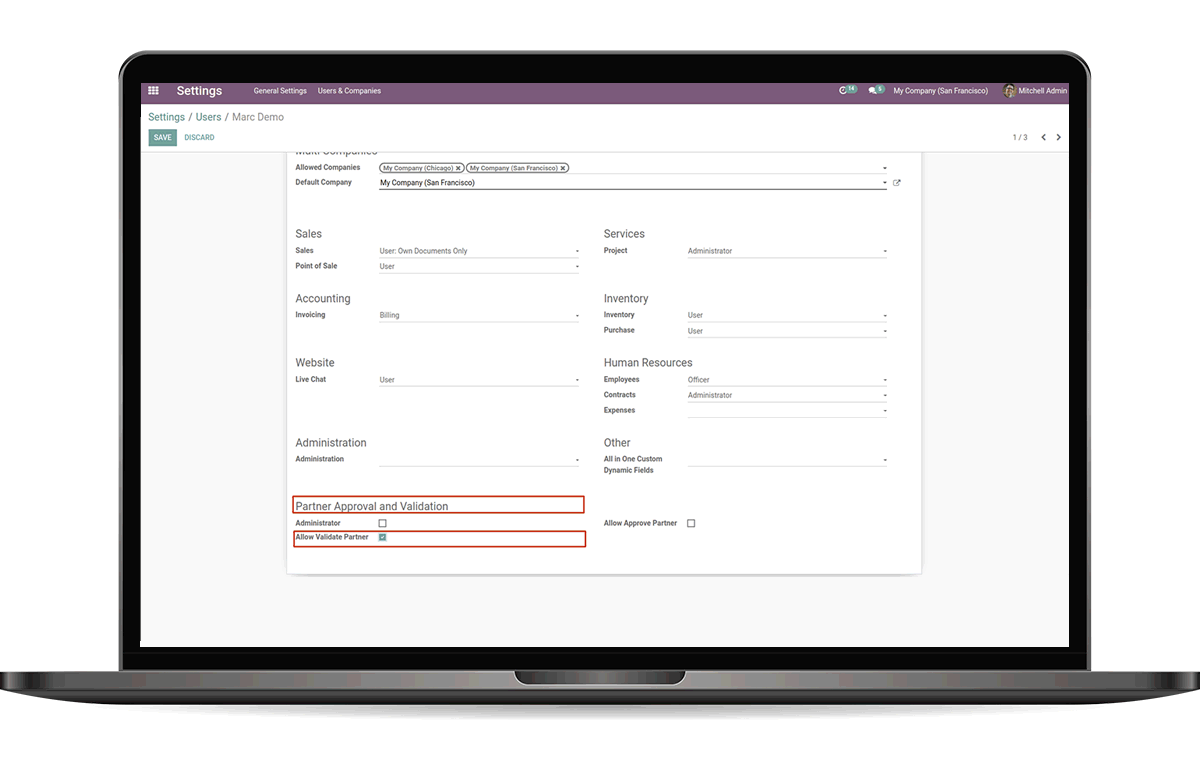 Settings General Settings Users & Companies 14 5 My Company (San Francisco) Mitchell Admin
Settings / Users / Marc Demo
SAVE DISCARD 1 / 3
Multi Companies
Allowed Companies My Company (Chicago) × My Company (San Francisco) ×
Default Company My Company (San Francisco)
Sales Services
Sales User: Own Documents Only Project Administrator
Point of Sale User
Accounting Inventory
Invoicing Billing Inventory User
Purchase User
Website Human Resources
Live Chat User Employees Officer
Contracts Administrator
Expenses
Administration Other
Administration All in One Custom
Dynamic Fields
Partner Approval and Validation
Administrator Allow Approve Partner
Allow Validate Partner